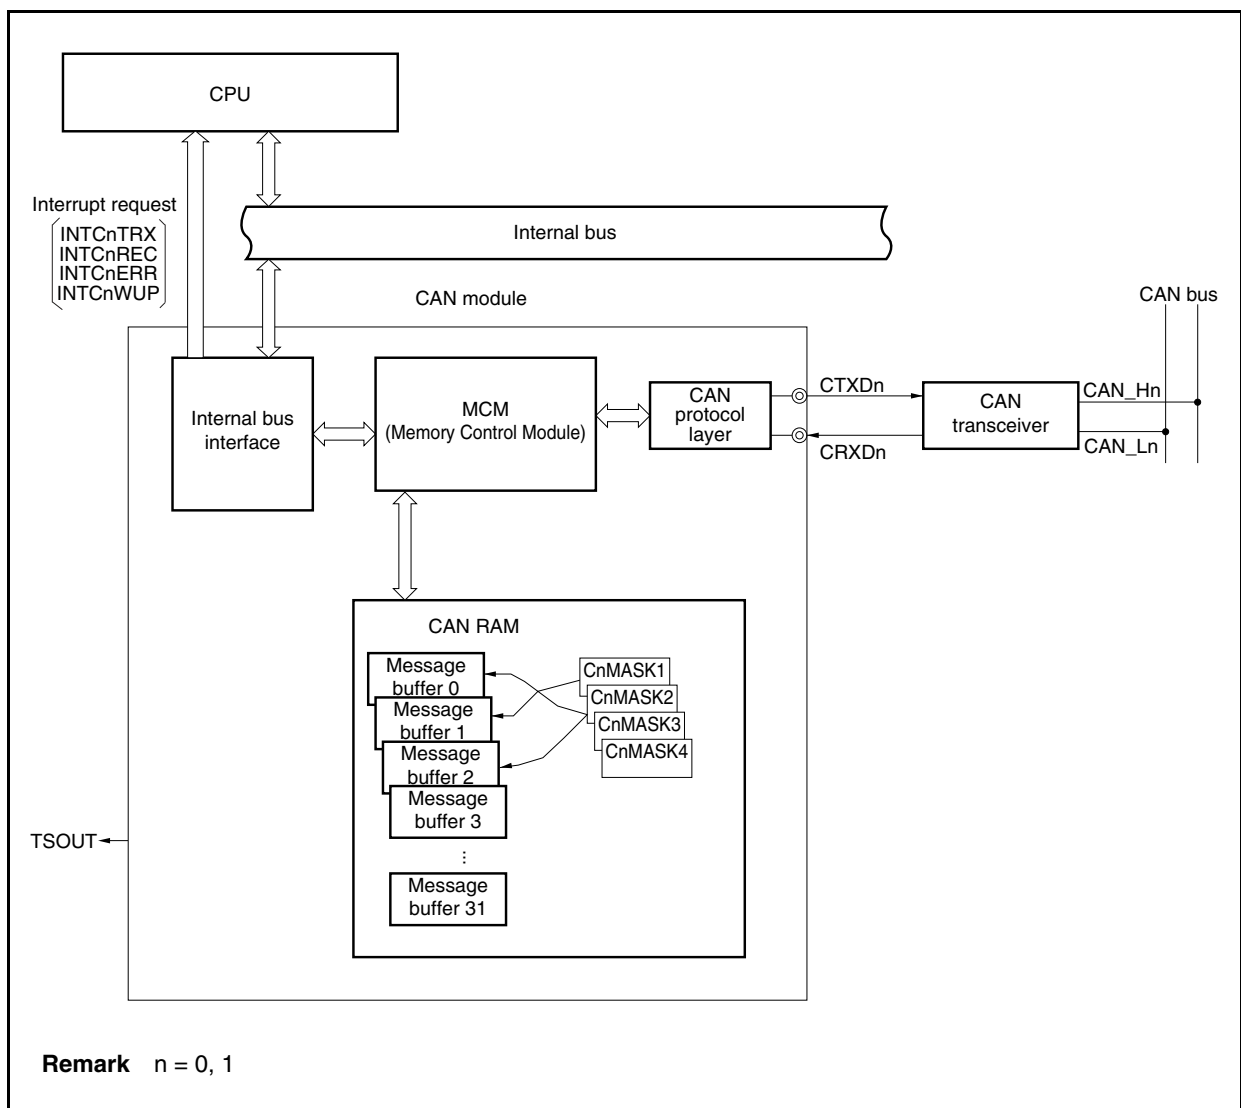 CPU
Interrupt request
INTCnTRX
INTCnREC
INTCnERR
INTCnWUP
Internal bus
CAN module
CAN bus
Internal bus
interface
MCM
(Memory Control Module)
CAN
protocol
layer
CTXDn
CRXDn
CAN
transceiver
CAN_Hn
CAN_Ln
CAN RAM
Message
buffer 0
Message
buffer 1
Message
buffer 2
Message
buffer 3
...
Message
buffer 31
CnMASK1
CnMASK2
CnMASK3
CnMASK4
TSOUT
Remark n = 0, 1